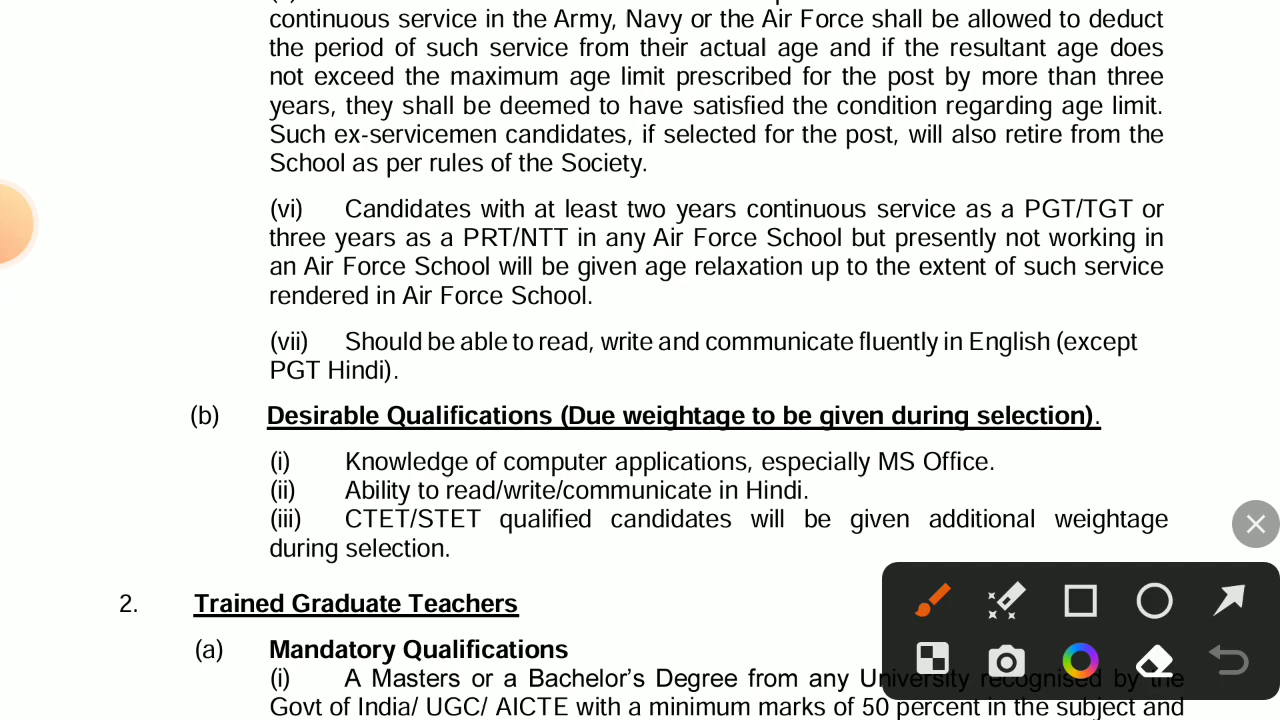 continuous service in the Army, Navy or the Air Force shall be allowed to deduct
the period of such service from their actual age and if the resultant age does
not exceed the maximum age limit prescribed for the post by more than three
years, they shall be deemed to have satisfied the condition regarding age limit.
Such ex-servicemen candidates, if selected for the post, will also retire from the
School as per rules of the Society.
(vi) Candidates with at least two years continuous service as a PGT/TGT or
three years as a PRT/NTT in any Air Force School but presently not working in
an Air Force School will be given age relaxation up to the extent of such service
rendered in Air Force School.
(vii) Should be able to read, write and communicate fluently in English (except
PGT Hindi).
(b) Desirable Qualifications (Due weightage to be given during selection).
(i) Knowledge of computer applications, especially MS Office.
(ii) Ability to read/write/communicate in Hindi.
(iii) CTET/STET qualified candidates will be given additional weightage
during selection.
2. Trained Graduate Teachers
(a) Mandatory Qualifications
(i) A Masters or a Bachelor's Degree from any University recognised by the
Govt of India/ UGC/ AICTE with a minimum marks of 50 percent in the subject and